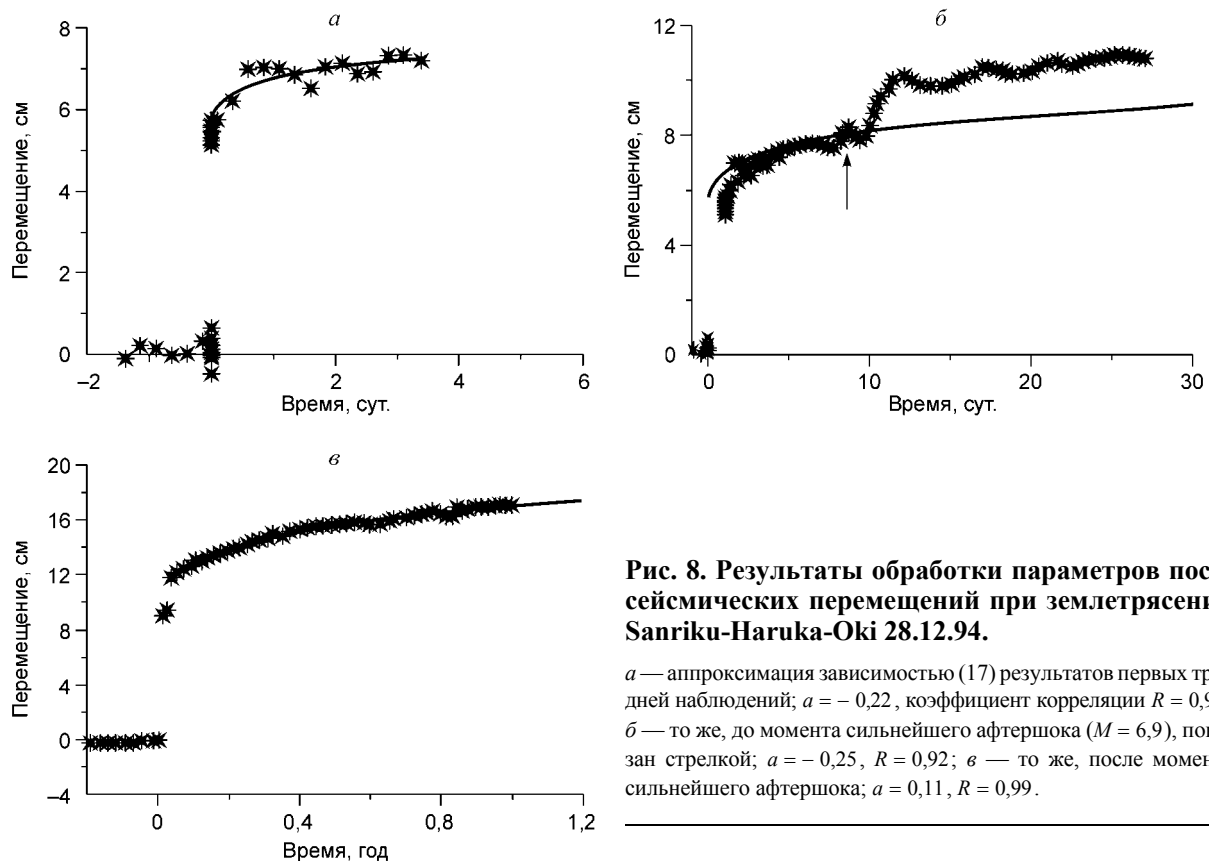 а
Перемещение, см
8
6
4
2
0
–2
2
4
6
Время, сут.
б
Перемещение, см
12
8
4
0
0
10
20
30
Время, сут.
в
Перемещение, см
20
16
12
8
4
0
–4
0
0,4
0,8
1,2
Время, год
Рис. 8. Результаты обработки параметров пос
сейсмических перемещений при землетрясени
Sanriku-Haruka-Oki 28.12.94.
а — аппроксимация зависимостью (17) результатов первых тр
дней наблюдений; a = – 0,22, коэффициент корреляции R = 0,9
б — то же, до момента сильнейшего афтершока (M = 6,9), пок
зан стрелкой; a = – 0,25, R = 0,92; в — то же, после момен
сильнейшего афтершока; a = 0,11, R = 0,99.